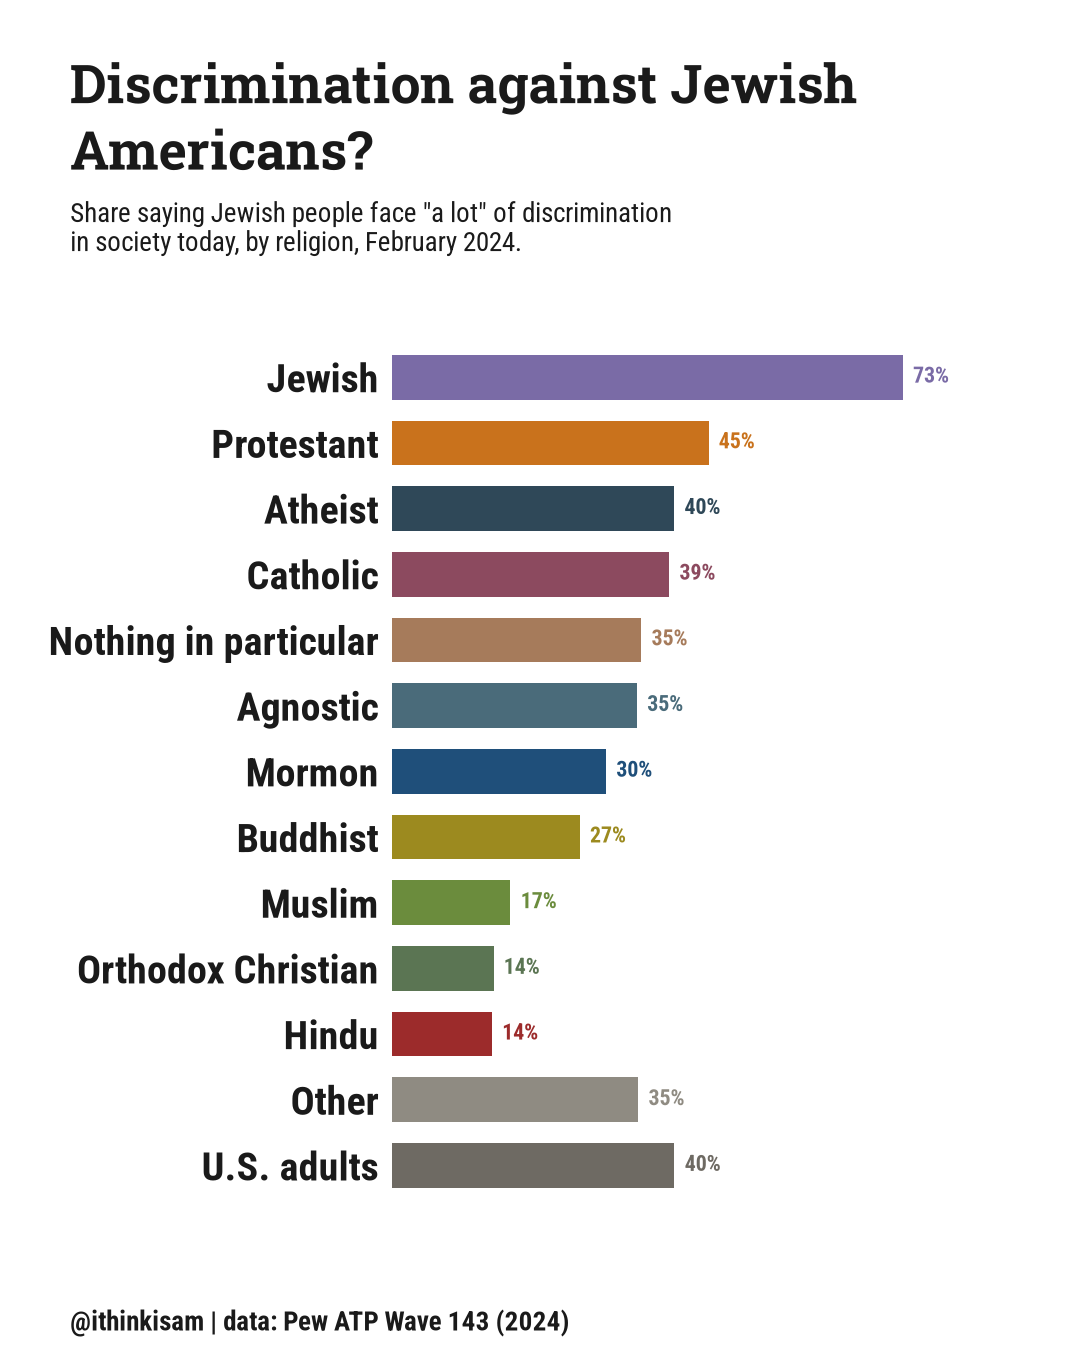 Discrimination against Jewish
Americans?
Share saying Jewish people face "a lot" of discrimination
in society today, by religion, February 2024.
Jewish 73%
Protestant 45%
Atheist 40%
Catholic 39%
Nothing in particular 35%
Agnostic 35%
Mormon 30%
Buddhist 27%
Muslim 17%
Orthodox Christian 14%
Hindu 14%
Other 35%
U.S. adults 40%
@ithinkisam | data: Pew ATP Wave 143 (2024)